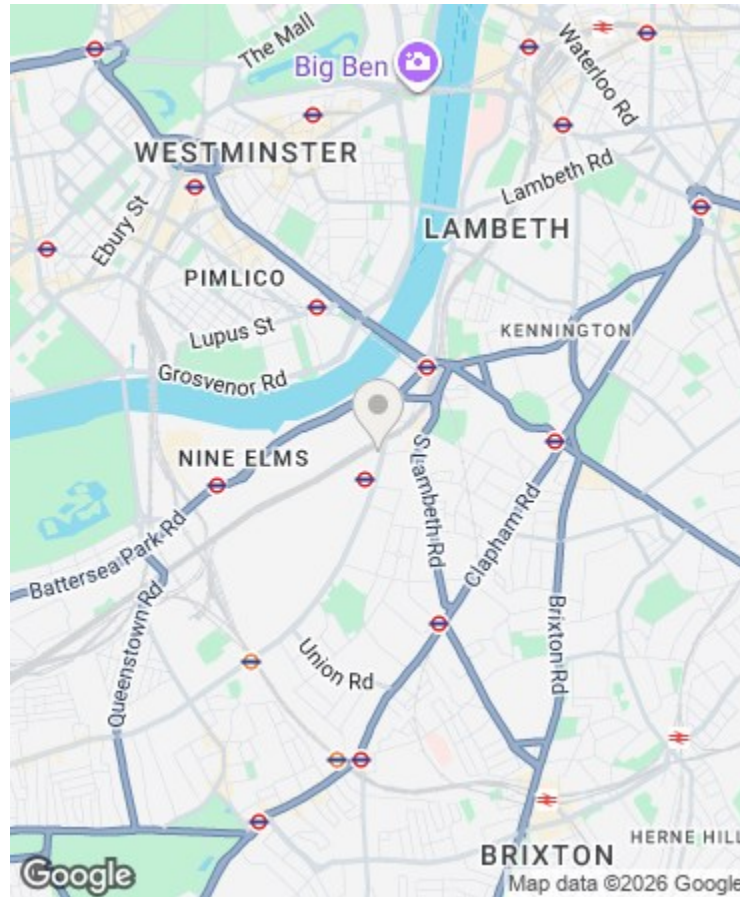 The Mall
Big Ben
Waterloo Rd
WESTMINSTER
Lambeth Rd
Ebury St
LAMBETH
PIMLICO
Lupus St
KENNINGTON
Grosvenor Rd
NINE ELMS
S Lambeth Rd
Clapham Rd
Battersea Park Rd
Queenstown Rd
Brixton Rd
Union Rd
HERNE HILL
BRIXTON
Google
Map data ©2026 Google